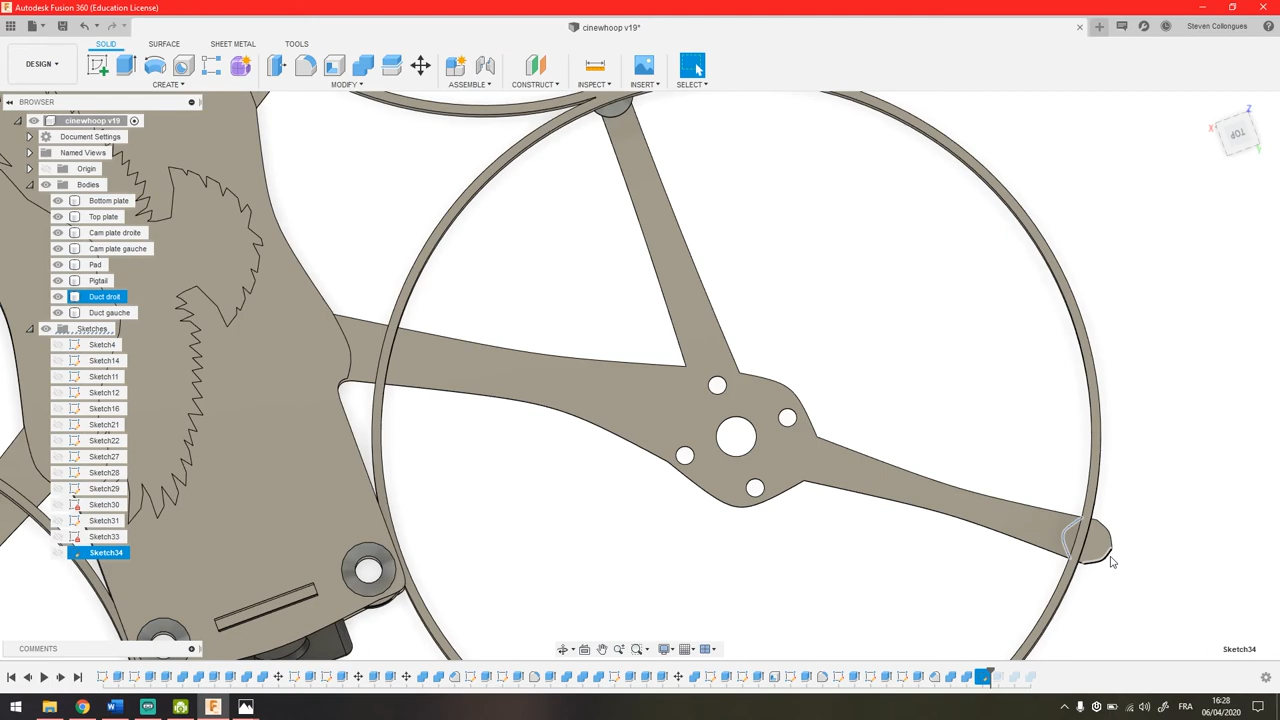 Autodesk Fusion 360 (Education License)
cinewhoop v19*
Steven Collongues
SOLID SURFACE SHEET METAL TOOLS
DESIGN
CREATE MODIFY ASSEMBLE CONSTRUCT INSPECT INSERT SELECT
BROWSER
cinewhoop v19
Document Settings
Named Views
Origin
Bodies
Bottom plate
Top plate
Cam plate droite
Cam plate gauche
Pad
Pigtail
Duct droit
Duct gauche
Sketches
Sketch4
Sketch14
Sketch11
Sketch12
Sketch16
Sketch21
Sketch22
Sketch27
Sketch28
Sketch29
Sketch30
Sketch31
Sketch33
Sketch34
Z
X
TOP
Y
COMMENTS
Sketch34
FRA
16:28
06/04/2020